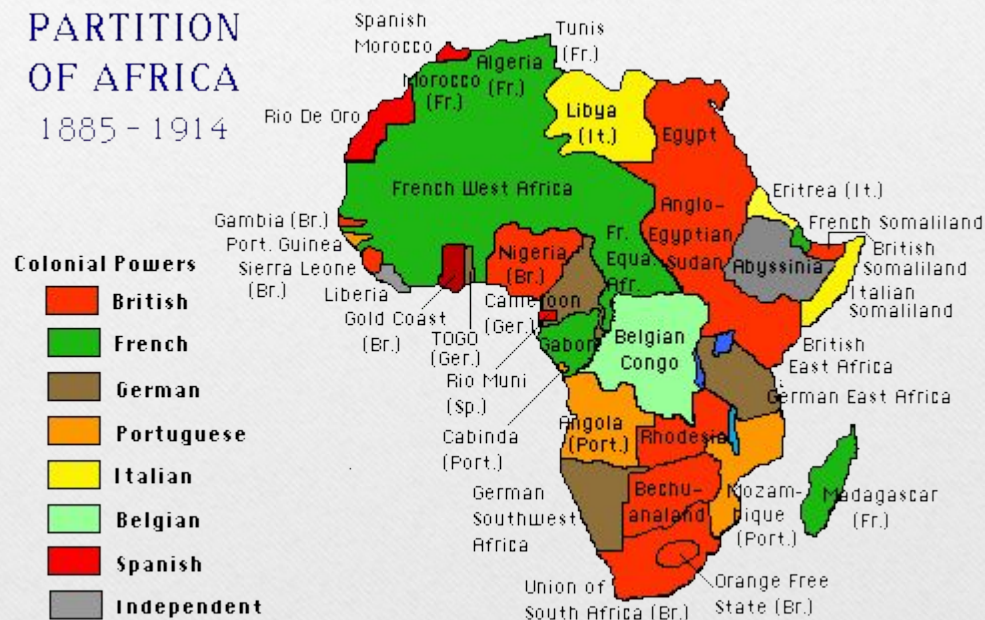 PARTITION
OF AFRICA
1885 - 1914
Spanish
Morocco
Tunis
(Fr.)
Algeria
(Fr.)
Morocco
(Fr.)
Rio De Oro
Libya
(It.)
Egypt
French West Africa
Eritrea (It.)
Gambia (Br.)
Port. Guinea
Sierra Leone
(Br.)
Liberia
Gold Coast
(Br.)
TOGO
(Ger.)
Nigeria
(Br.)
Cameroon
(Ger.)
Fr.
Equa.
Afr.
Anglo-
Egyptian
Sudan
Abyssinia
French Somaliland
British
Somaliland
Italian
Somaliland
Gabon
Belgian
Congo
British
East Africa
German East Africa
Rio Muni
(Sp.)
Cabinda
(Port.)
Angola
(Port.)
Rhodesia
German
Southwest
Africa
Bechu-
analand
Mozam-
bique
(Port.)
Madagascar
(Fr.)
Union of
South Africa (Br.)
Orange Free
State (Br.)
Colonial Powers
British
French
German
Portuguese
Italian
Belgian
Spanish
Independent